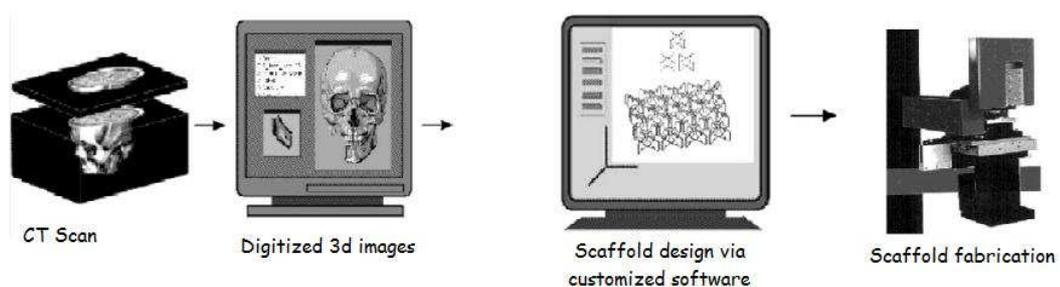 CT Scan
Digitized 3d images
Scaffold design via
customized software
Scaffold fabrication